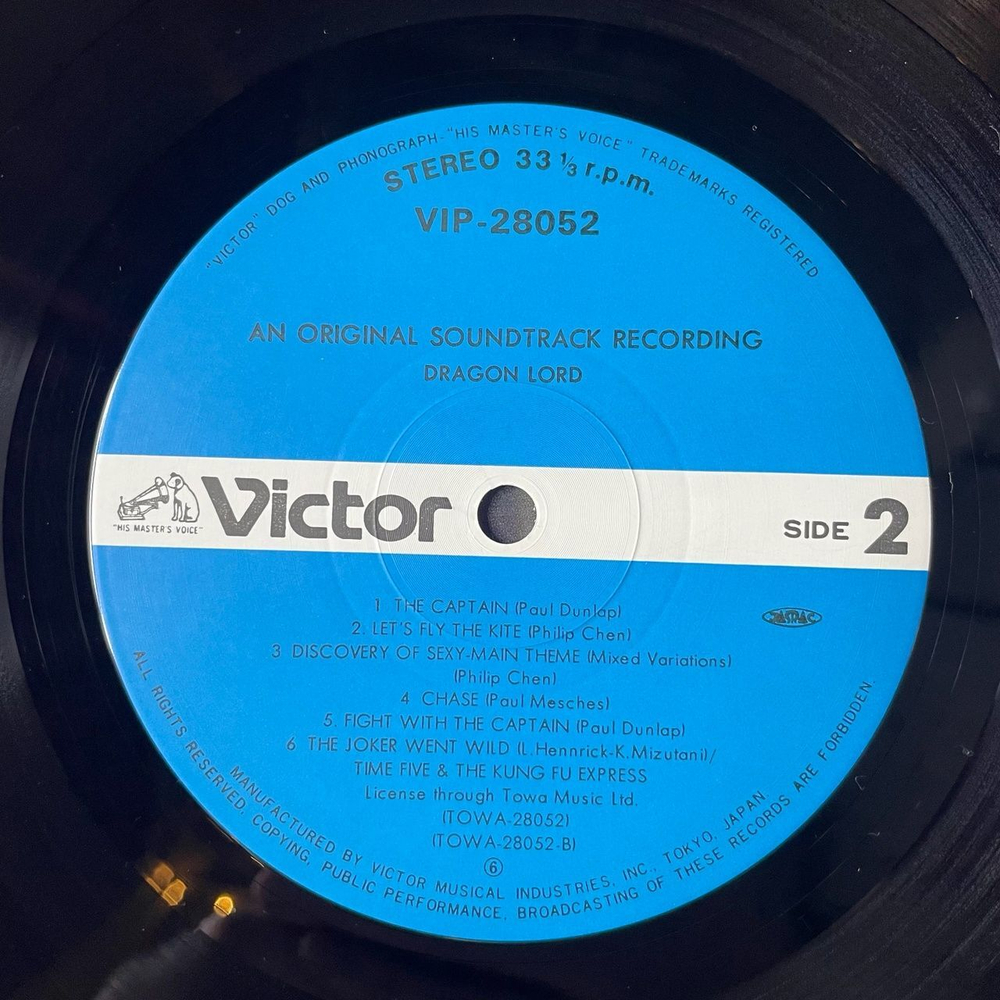 "VICTOR" DOG AND PHONOGRAPH-"HIS MASTER'S VOICE" TRADEMARKS REGISTERED
STEREO 33 ⅓ r.p.m.
VIP-28052
AN ORIGINAL SOUNDTRACK RECORDING
DRAGON LORD
"HIS MASTER'S VOICE"
Victor
SIDE 2
1 THE CAPTAIN (Paul Dunlap)
2. LET'S FLY THE KITE (Philip Chen)
3 DISCOVERY OF SEXY-MAIN THEME (Mixed Variations)
(Philip Chen)
4 CHASE (Paul Mesches)
5. FIGHT WITH THE CAPTAIN (Paul Dunlap)
6 THE JOKER WENT WILD (L.Hennrick-K.Mizutani)/
TIME FIVE & THE KUNG FU EXPRESS
License through Towa Music Ltd.
(TOWA-28052)
(TOWA-28052-B)
⑥
MANUFACTURED BY VICTOR MUSICAL INDUSTRIES, INC., TOKYO, JAPAN
ALL RIGHTS RESERVED. COPYING, PUBLIC PERFORMANCE, BROADCASTING OF THESE RECORDS ARE FORBIDDEN.